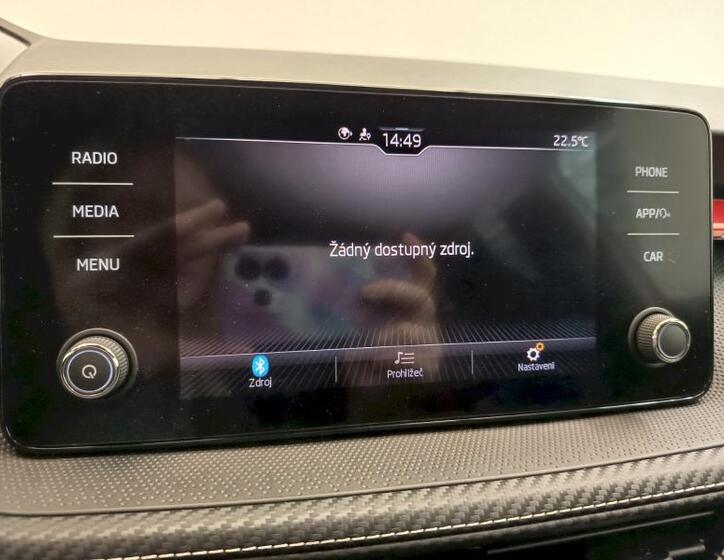 14:49
22.5°C
RADIO
MEDIA
MENU
PHONE
APP/
CAR
Žádný dostupný zdroj.
Zdroj
Prohlížeč
Nastavení